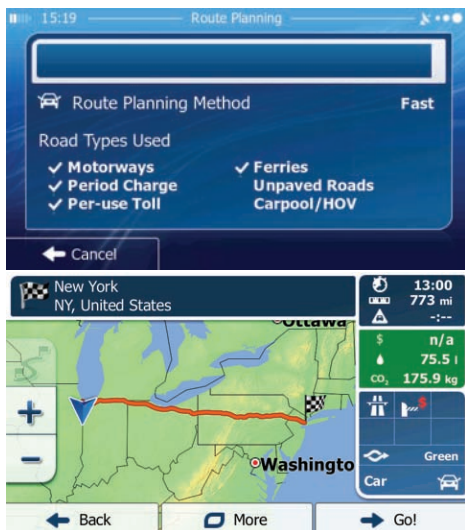 15:19 Route Planning
Route Planning Method Fast
Road Types Used
Motorways Ferries
Period Charge Unpaved Roads
Per-use Toll Carpool/HOV
Cancel
New York
NY, United States
13:00
773 mi
-:--
$ n/a
75.5 l
CO₂ 175.9 kg
Ottawa
+
-
Washingto
$
Green
Car
Back More Go!